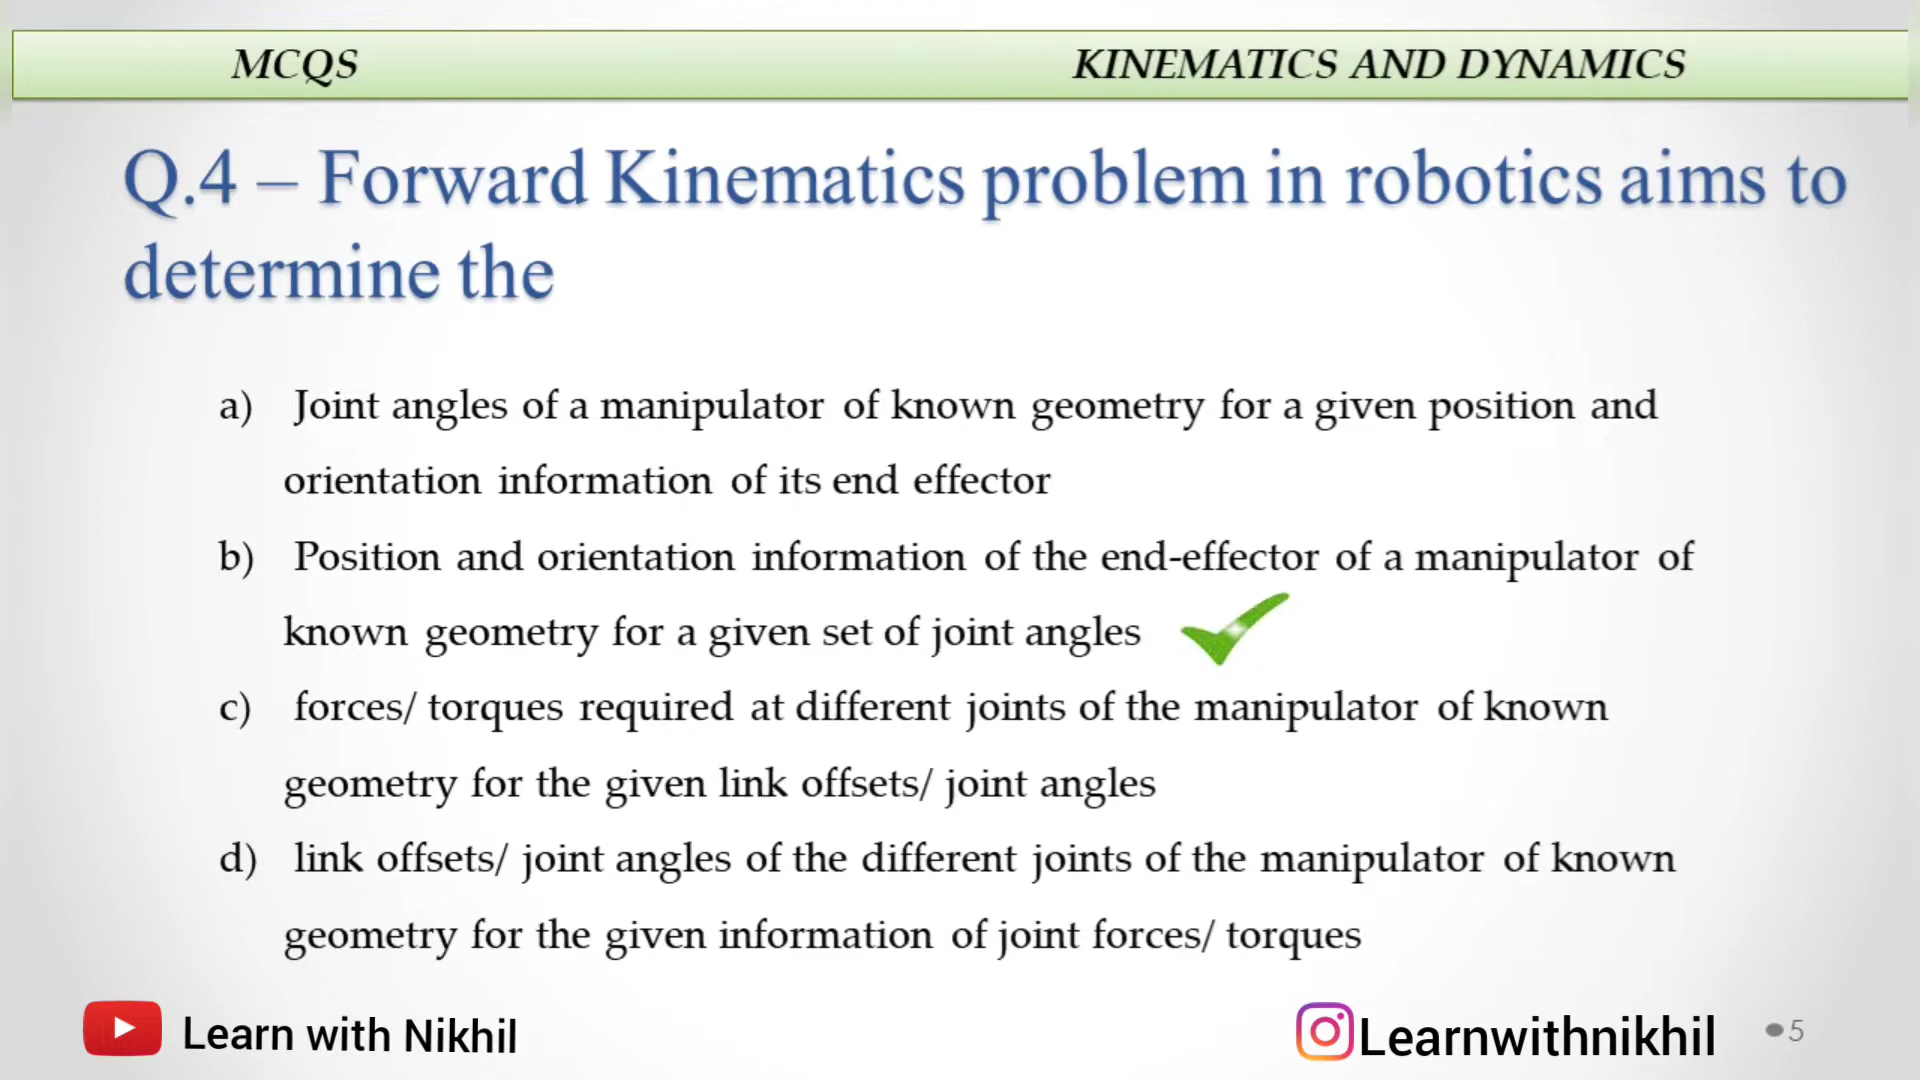 MCQS KINEMATICS AND DYNAMICS
Q.4 – Forward Kinematics problem in robotics aims to
determine the
a) Joint angles of a manipulator of known geometry for a given position and
orientation information of its end effector
b) Position and orientation information of the end-effector of a manipulator of
known geometry for a given set of joint angles
c) forces/ torques required at different joints of the manipulator of known
geometry for the given link offsets/ joint angles
d) link offsets/ joint angles of the different joints of the manipulator of known
geometry for the given information of joint forces/ torques
Learn with Nikhil Learnwithnikhil 5